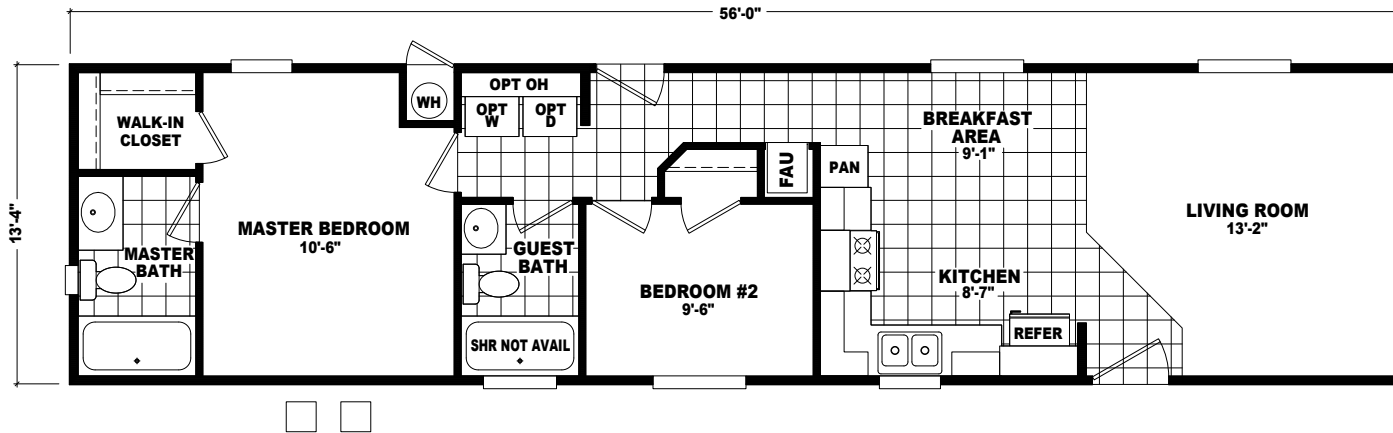 56'-0"
13'-4"
WALK-IN
CLOSET
MASTER
BATH
MASTER BEDROOM
10'-6"
WH
OPT OH
OPT
W
OPT
D
GUEST
BATH
SHR NOT AVAIL
BEDROOM #2
9'-6"
FAU
PAN
BREAKFAST
AREA
9'-1"
KITCHEN
8'-7"
REFER
LIVING ROOM
13'-2"